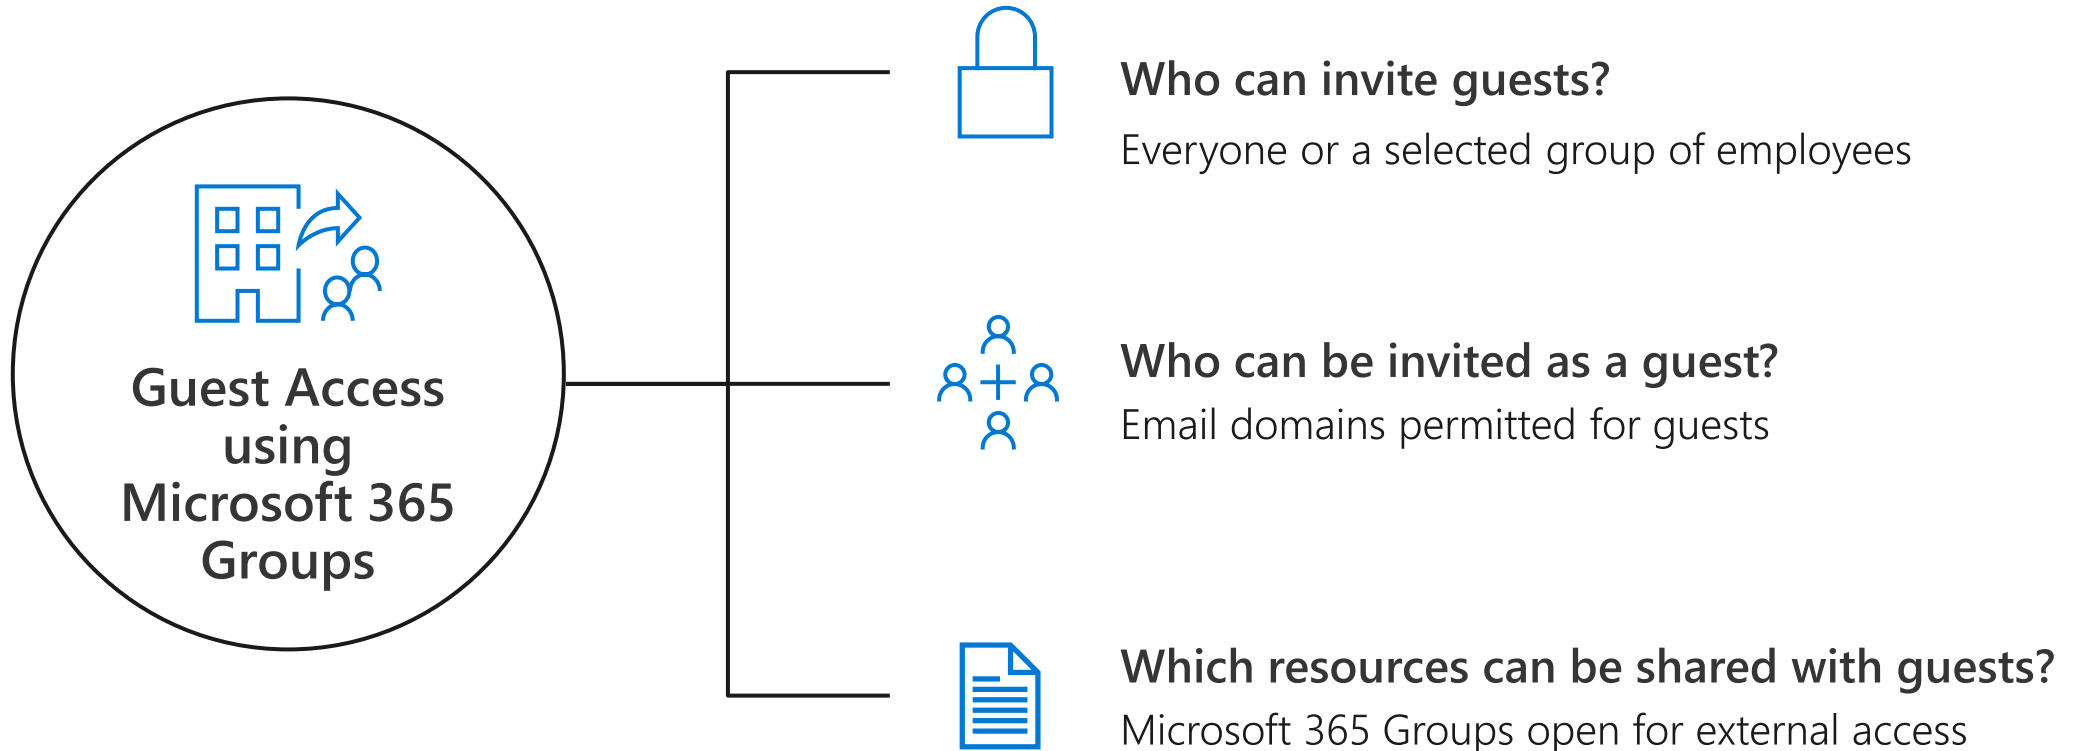 Guest Access
using
Microsoft 365
Groups
Who can invite guests?
Everyone or a selected group of employees
Who can be invited as a guest?
Email domains permitted for guests
Which resources can be shared with guests?
Microsoft 365 Groups open for external access